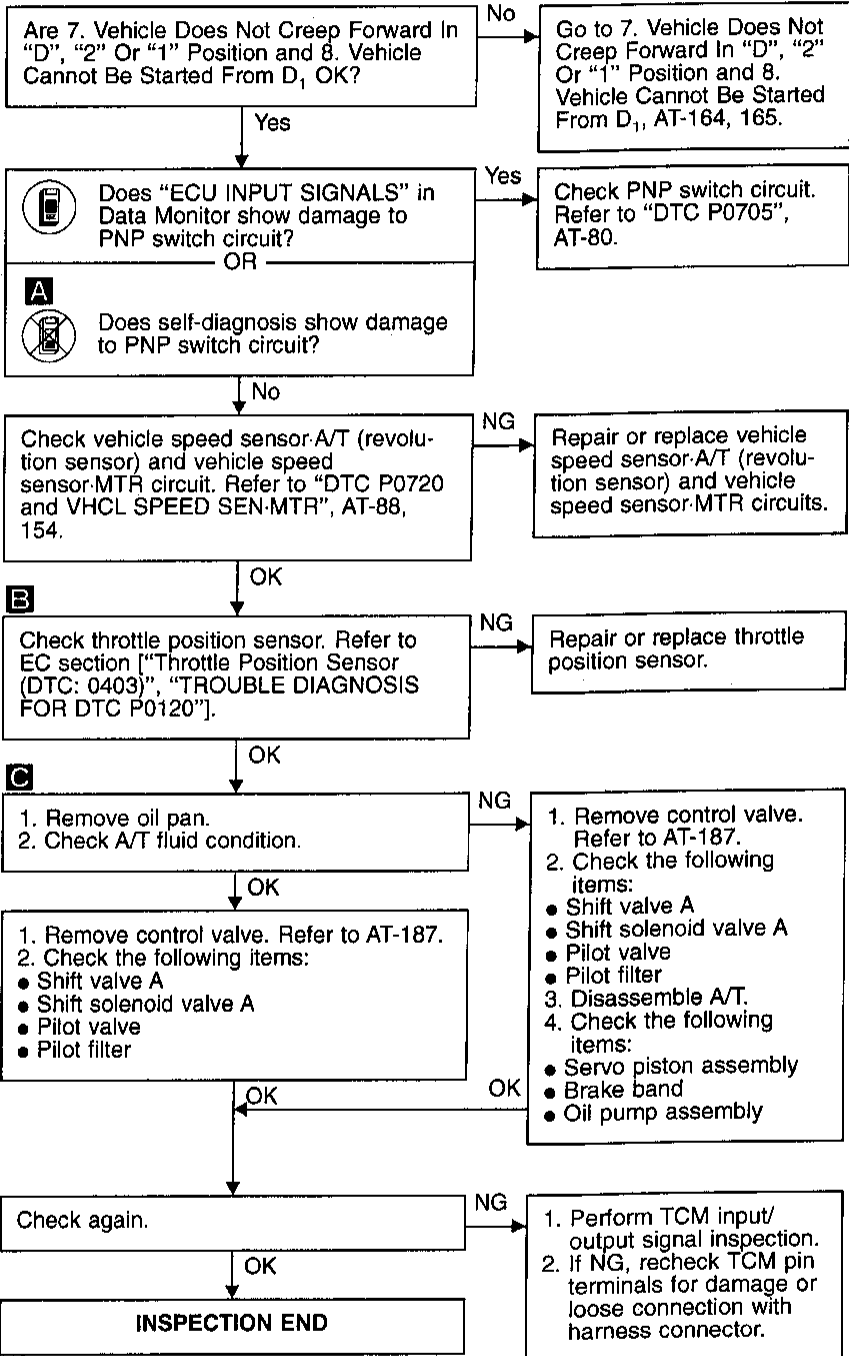 Are 7. Vehicle Does Not Creep Forward In
“D”, “2” Or “1” Position and 8. Vehicle
Cannot Be Started From D1 OK?
No
Go to 7. Vehicle Does Not
Creep Forward In “D”, “2”
Or “1” Position and 8.
Vehicle Cannot Be Started
From D1, AT-164, 165.
Yes
Does “ECU INPUT SIGNALS” in
Data Monitor show damage to
PNP switch circuit?
OR
A
Does self-diagnosis show damage
to PNP switch circuit?
Yes
Check PNP switch circuit.
Refer to “DTC P0705”,
AT-80.
No
Check vehicle speed sensor·A/T (revolu-
tion sensor) and vehicle speed
sensor·MTR circuit. Refer to “DTC P0720
and VHCL SPEED SEN·MTR”, AT-88,
154.
NG
Repair or replace vehicle
speed sensor·A/T (revolu-
tion sensor) and vehicle
speed sensor·MTR circuits.
OK
B
Check throttle position sensor. Refer to
EC section [“Throttle Position Sensor
(DTC: 0403)”, “TROUBLE DIAGNOSIS
FOR DTC P0120”].
NG
Repair or replace throttle
position sensor.
OK
C
1. Remove oil pan.
2. Check A/T fluid condition.
NG
1. Remove control valve.
Refer to AT-187.
2. Check the following
items:
● Shift valve A
● Shift solenoid valve A
● Pilot valve
● Pilot filter
3. Disassemble A/T.
4. Check the following
items:
● Servo piston assembly
● Brake band
● Oil pump assembly
OK
1. Remove control valve. Refer to AT-187.
2. Check the following items:
● Shift valve A
● Shift solenoid valve A
● Pilot valve
● Pilot filter
OK
OK
Check again.
NG
1. Perform TCM input/
output signal inspection.
2. If NG, recheck TCM pin
terminals for damage or
loose connection with
harness connector.
OK
INSPECTION END